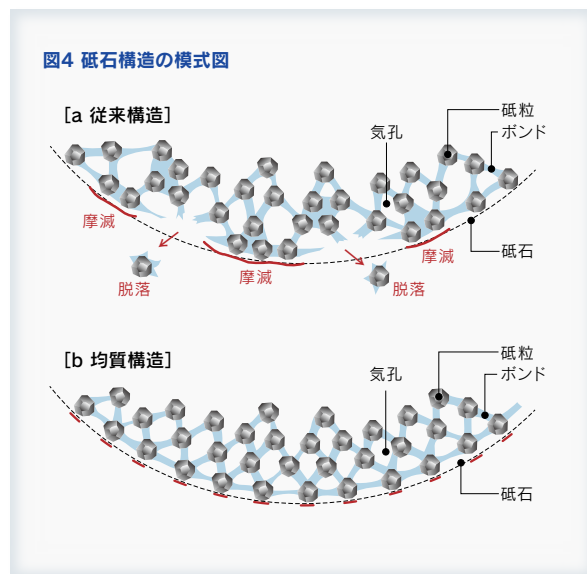 図4 砥石構造の模式図
[a 従来構造]
砥粒
ボンド
気孔
砥石
摩滅
脱落
摩滅
脱落
摩滅
[b 均質構造]
砥粒
ボンド
気孔
砥石